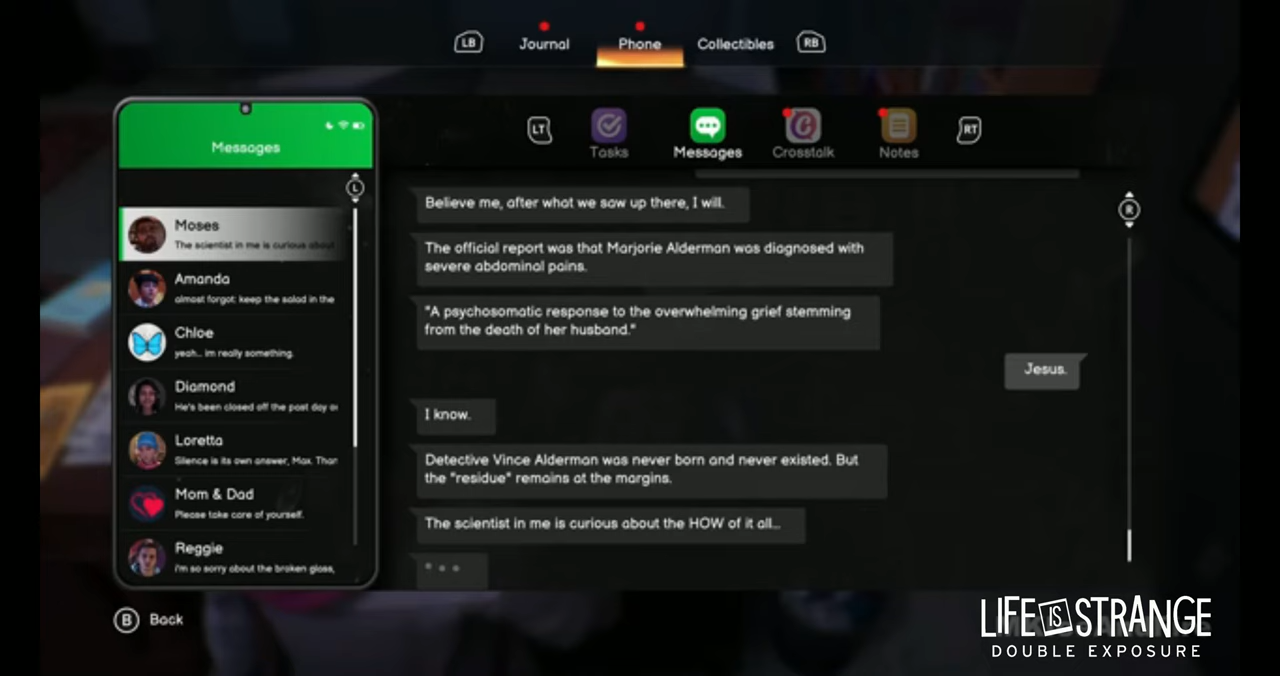 LB
Journal
Phone
Collectibles
RB
Messages
LT
Tasks
Messages
Crosstalk
Notes
RT
L
R
Moses
The scientist in me is curious about
Amanda
almost forgot: keep the salad in the
Chloe
yeah... im really something.
Diamond
He's been closed off the past day or
Loretta
Silence is its own answer, Max. Than
Mom & Dad
Please take care of yourself.
Reggie
I'm so sorry about the broken glass,
Believe me, after what we saw up there, I will.
The official report was that Marjorie Alderman was diagnosed with
severe abdominal pains.
"A psychosomatic response to the overwhelming grief stemming
from the death of her husband."
Jesus.
I know.
Detective Vince Alderman was never born and never existed. But
the "residue" remains at the margins.
The scientist in me is curious about the HOW of it all...
B Back
LIFE IS STRANGE
DOUBLE EXPOSURE